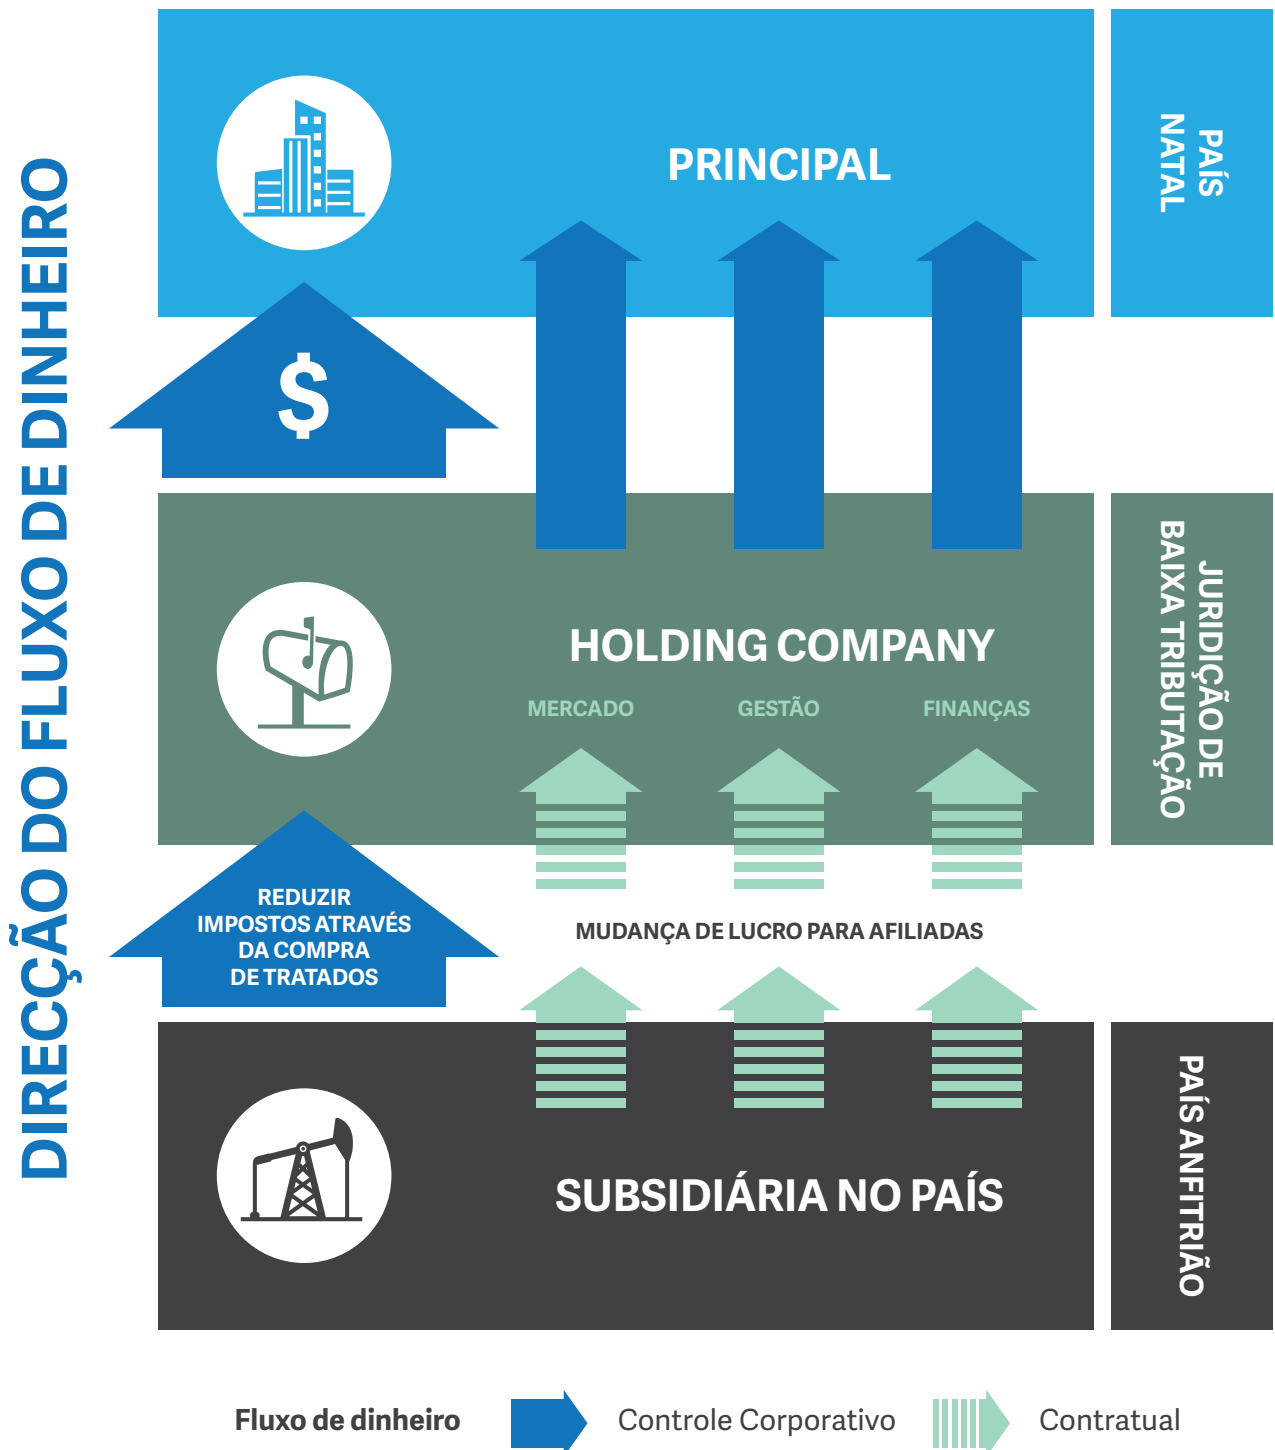 DIRECÇÃO DO FLUXO DE DINHEIRO
PRINCIPAL
PAÍS
NATAL
$
HOLDING COMPANY
MERCADO
GESTÃO
FINANÇAS
JURIDIÇÃO DE
BAIXA TRIBUTAÇÃO
REDUZIR
IMPOSTOS ATRAVÉS
DA COMPRA
DE TRATADOS
MUDANÇA DE LUCRO PARA AFILIADAS
SUBSIDIÁRIA NO PAÍS
PAÍS ANFITRIÃO
Fluxo de dinheiro
Controle Corporativo
Contratual